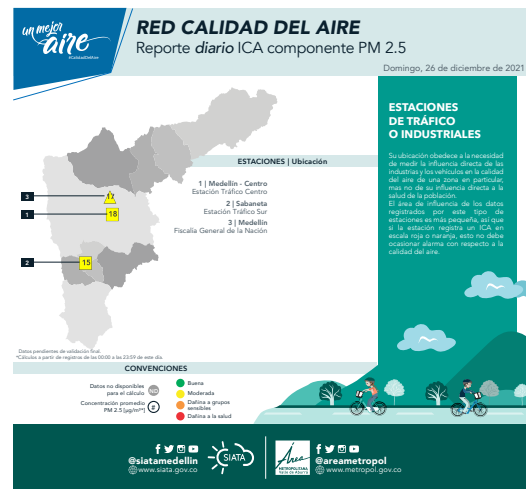 un mejor
aire
#CalidadDelAire
RED CALIDAD DEL AIRE
Reporte diario ICA componente PM 2.5
Domingo, 26 de diciembre de 2021
ESTACIONES | Ubicación
1 | Medellín - Centro
Estación Tráfico Centro
2 | Sabaneta
Estación Tráfico Sur
3 | Medellín
Fiscalía General de la Nación
3
17
1
18
2
15
ESTACIONES
DE TRÁFICO
O INDUSTRIALES
Su ubicación obedece a la necesidad
de medir la influencia directa de las
industrias y los vehículos en la calidad
del aire de una zona en particular,
mas no de su influencia directa a la
salud de la población.
El área de influencia de los datos
registrados por este tipo de
estaciones es más pequeña, así que
si la estación registra un ICA en
escala roja o naranja, esto no debe
ocasionar alarma con respecto a la
calidad del aire.
Datos pendientes de validación final.
*Cálculos a partir de registros de las 00:00 a las 23:59 de este día.
CONVENCIONES
Datos no disponibles
para el cálculo
ND
Concentración promedio
PM 2.5 [µg/m³*]
#
Buena
Moderada
Dañina a grupos
sensibles
Dañina a la salud
@siatamedellin
www.siata.gov.co
SIATA
Área
METROPOLITANA
Valle de Aburrá
@areametropol
www.metropol.gov.co